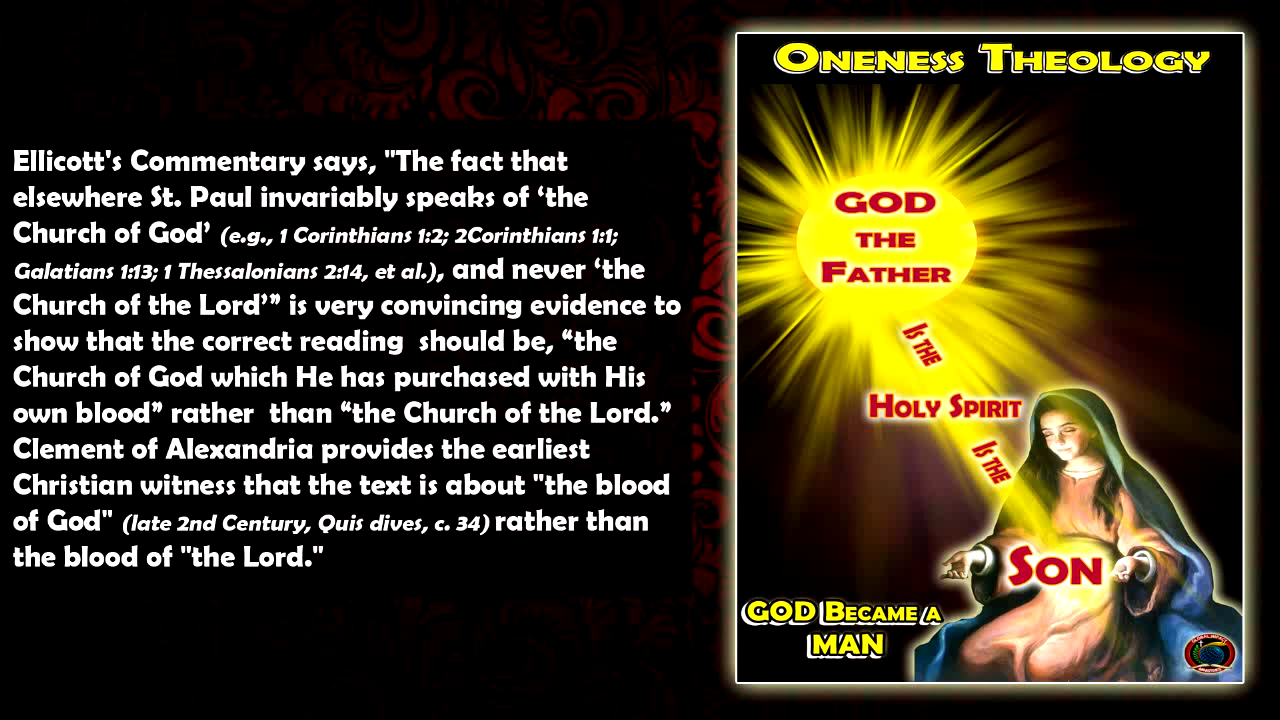 Ellicott's Commentary says, "The fact that
elsewhere St. Paul invariably speaks of ‘the
Church of God’ (e.g., 1 Corinthians 1:2; 2Corinthians 1:1;
Galatians 1:13; 1 Thessalonians 2:14, et al.), and never ‘the
Church of the Lord’” is very convincing evidence to
show that the correct reading  should be, “the
Church of God which He has purchased with His
own blood” rather  than “the Church of the Lord.”
Clement of Alexandria provides the earliest
Christian witness that the text is about "the blood
of God" (late 2nd Century, Quis dives, c. 34) rather than
the blood of "the Lord."
ONENESS THEOLOGY
GOD
THE
FATHER
IS THE
HOLY SPIRIT
IS THE
SON
GOD BECAME A
MAN